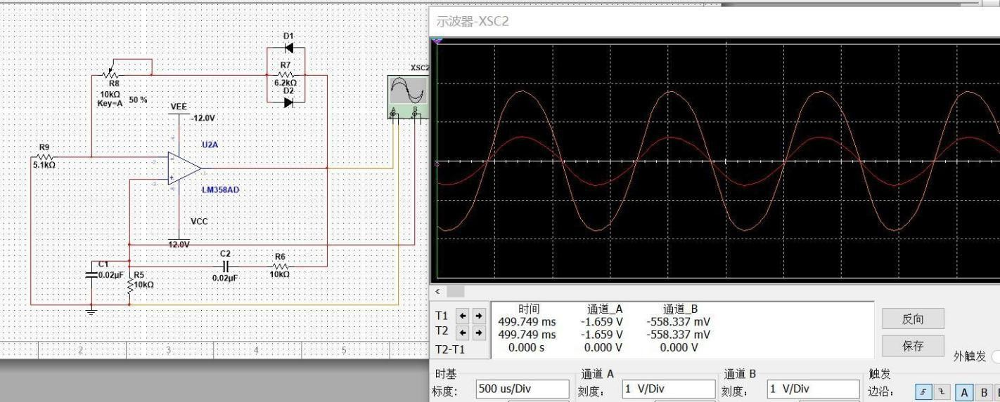 示波器-XSC2
D1
R7
6.2kΩ
D2
XSC2
A
B
R8
10kΩ
Key=A
50 %
VEE
-12.0V
U2A
R9
5.1kΩ
2
3
1
4
8
LM358AD
VCC
12.0V
C1
0.02µF
R5
10kΩ
C2
0.02µF
R6
10kΩ
2 3 4 5
时间 通道_A 通道_B
T1 499.749 ms -1.659 V -558.337 mV
T2 499.749 ms -1.659 V -558.337 mV
T2-T1 0.000 s 0.000 V 0.000 V
反向
保存
外触发
时基 通道 A 通道 B 触发
标度: 500 us/Div 刻度: 1 V/Div 刻度: 1 V/Div 边沿: A B